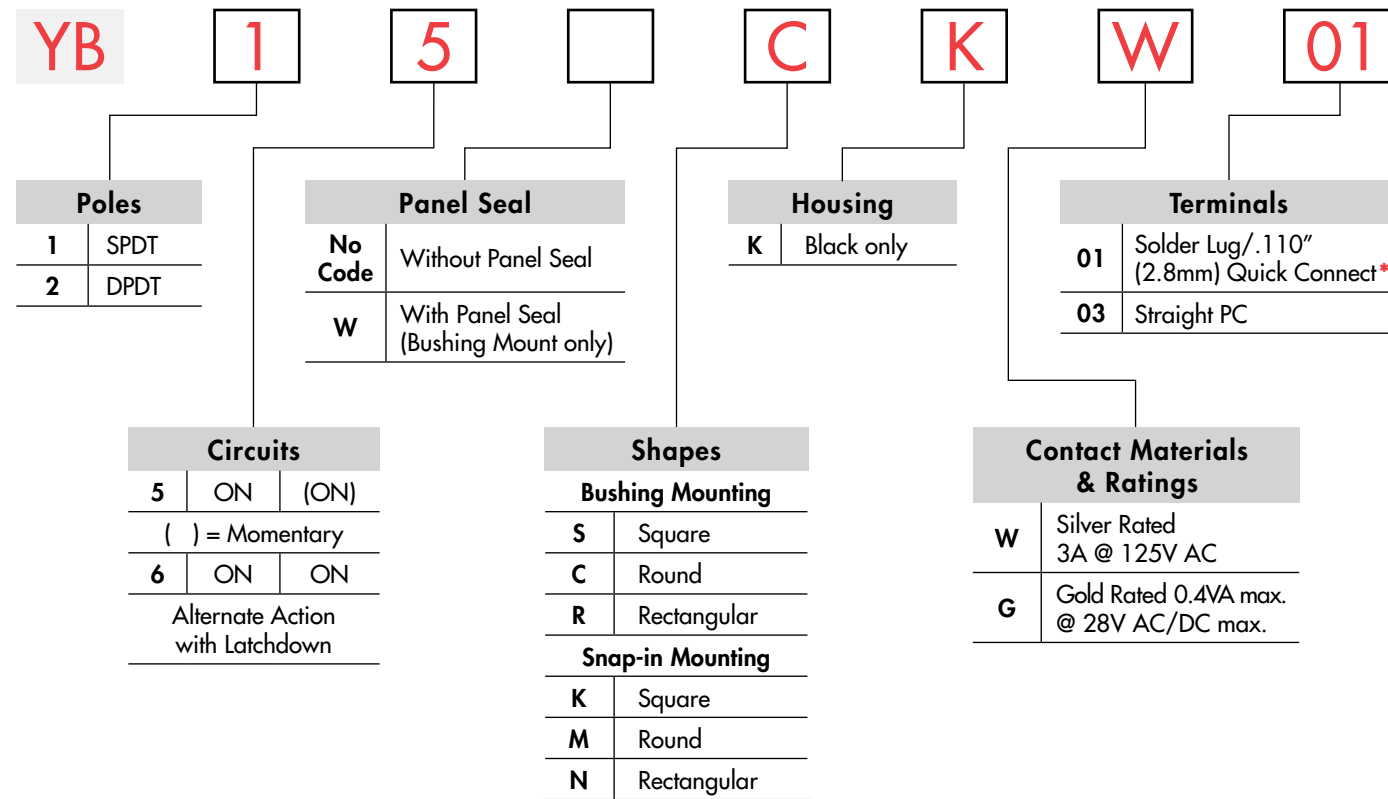 YB 1 5 C K W 01
Poles
1 SPDT
2 DPDT
Panel Seal
No
Code
Without Panel Seal
W
With Panel Seal
(Bushing Mount only)
Housing
K Black only
Terminals
01
Solder Lug/.110″
(2.8mm) Quick Connect*
03 Straight PC
Circuits
5 ON (ON)
( ) = Momentary
6 ON ON
Alternate Action
with Latchdown
Shapes
Bushing Mounting
S Square
C Round
R Rectangular
Snap-in Mounting
K Square
M Round
N Rectangular
Contact Materials
& Ratings
W
Silver Rated
3A @ 125V AC
G
Gold Rated 0.4VA max.
@ 28V AC/DC max.